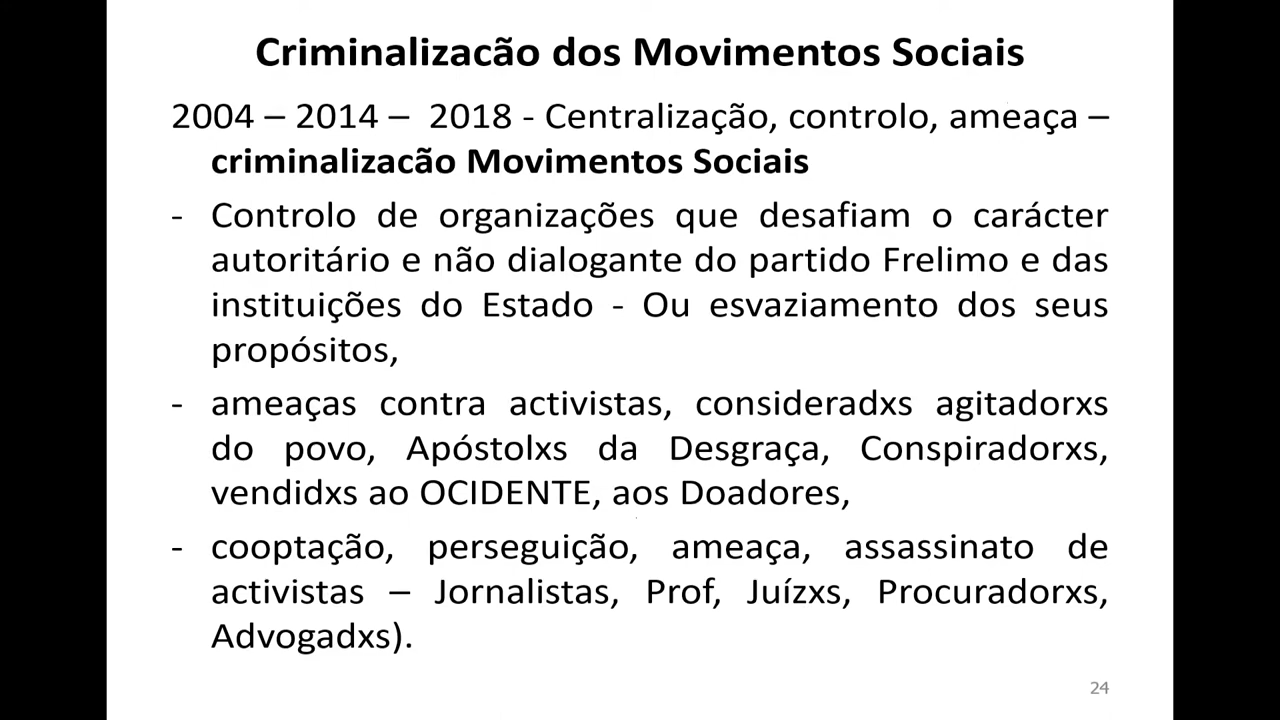 Criminalizacão dos Movimentos Sociais
2004 – 2014 – 2018 - Centralização, controlo, ameaça –
criminalizacão Movimentos Sociais
- Controlo de organizações que desafiam o carácter
autoritário e não dialogante do partido Frelimo e das
instituições do Estado - Ou esvaziamento dos seus
propósitos,
- ameaças contra activistas, consideradxs agitadorxs
do povo, Apóstolxs da Desgraça, Conspiradorxs,
vendidxs ao OCIDENTE, aos Doadores,
- cooptação, perseguição, ameaça, assassinato de
activistas – Jornalistas, Prof, Juízxs, Procuradorxs,
Advogadxs).
24